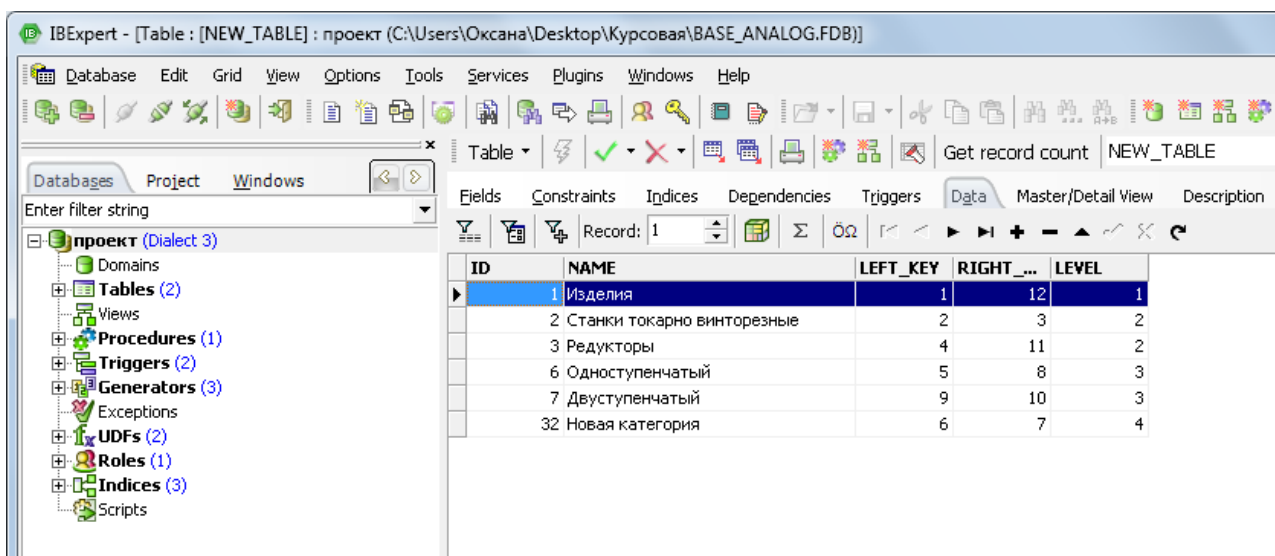 IBExpert - [Table : [NEW_TABLE] : проект (C:\Users\Оксана\Desktop\Курсовая\BASE_ANALOG.FDB)]
Database Edit Grid View Options Tools Services Plugins Windows Help
Table Get record count NEW_TABLE
Databases Project Windows
Enter filter string
проект (Dialect 3)
Domains
Tables (2)
Views
Procedures (1)
Triggers (2)
Generators (3)
Exceptions
UDFs (2)
Roles (1)
Indices (3)
Scripts
Fields Constraints Indices Dependencies Triggers Data Master/Detail View Description
Record: 1 Σ ÖΩ
ID NAME LEFT_KEY RIGHT_... LEVEL
1 Изделия 1 12 1
2 Станки токарно винторезные 2 3 2
3 Редукторы 4 11 2
6 Одноступенчатый 5 8 3
7 Двуступенчатый 9 10 3
32 Новая категория 6 7 4